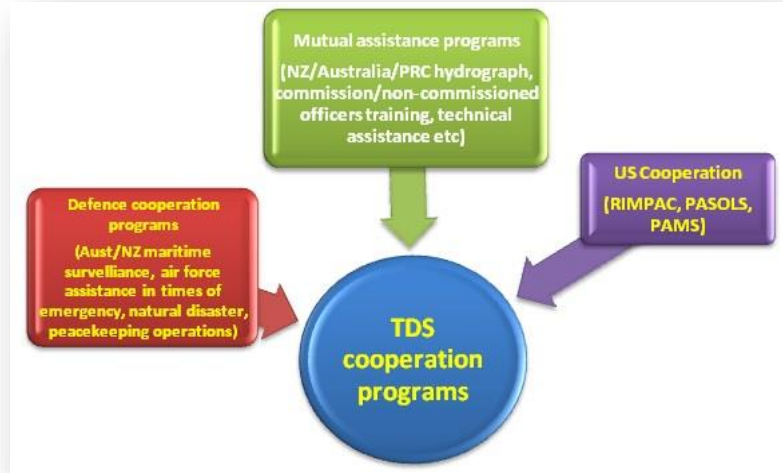 Mutual assistance programs
(NZ/Australia/PRC hydrograph,
commission/non-commissioned
officers training, technical
assistance etc)
US Cooperation
(RIMPAC, PASOLS,
PAMS)
Defence cooperation
programs
(Aust/NZ maritime
survelliance, air force
assistance in times of
emergency, natural disaster,
peacekeeping operations)
TDS
cooperation
programs